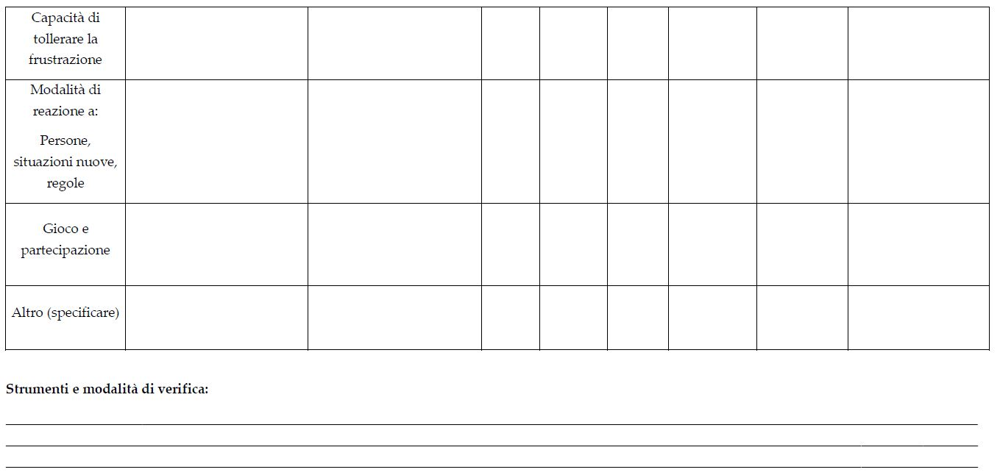 Capacità di
tollerare la
frustrazione
Modalità di
reazione a:
Persone,
situazioni nuove,
regole
Gioco e
partecipazione
Altro (specificare)
Strumenti e modalità di verifica: